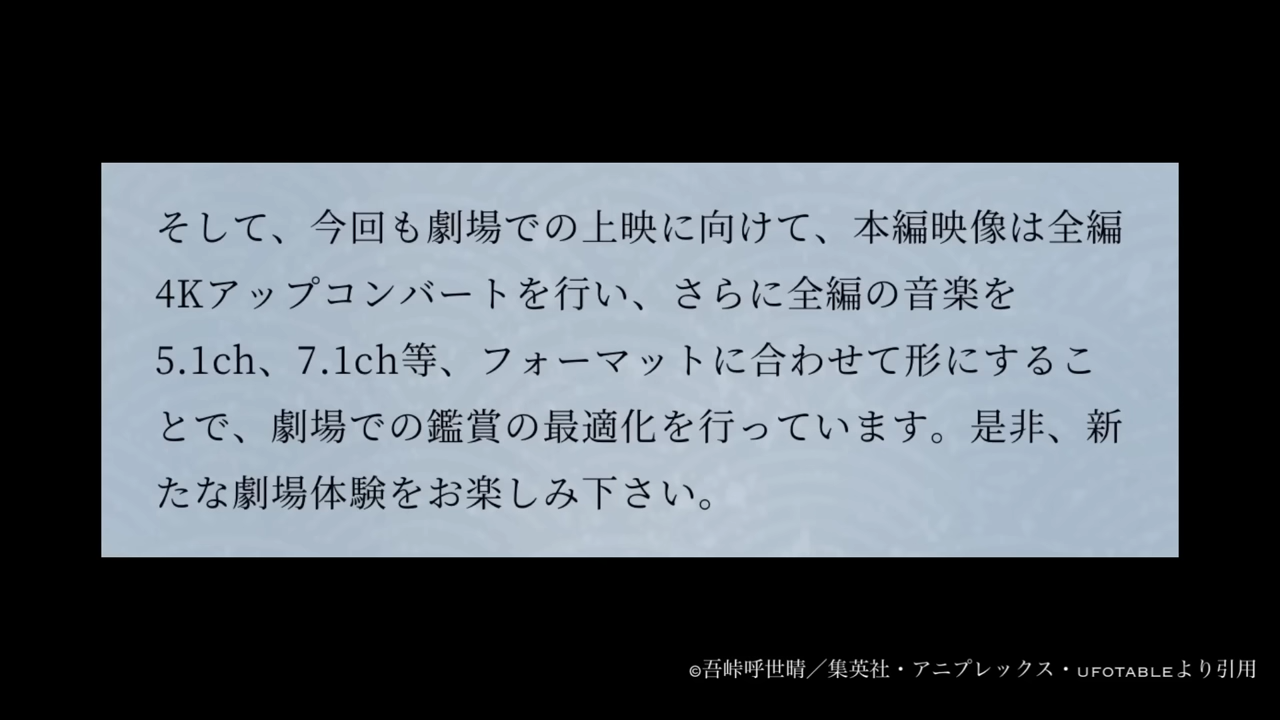 そして、今回も劇場での上映に向けて、本編映像は全編
4Kアップコンバートを行い、さらに全編の音楽を
5.1ch、7.1ch等、フォーマットに合わせて形にするこ
とで、劇場での鑑賞の最適化を行っています。是非、新
たな劇場体験をお楽しみ下さい。
©吾峠呼世晴／集英社・アニプレックス・UFOTABLEより引用